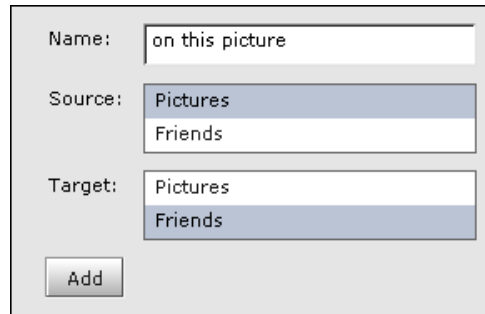 Name: on this picture
Source: Pictures
Friends
Target: Pictures
Friends
Add